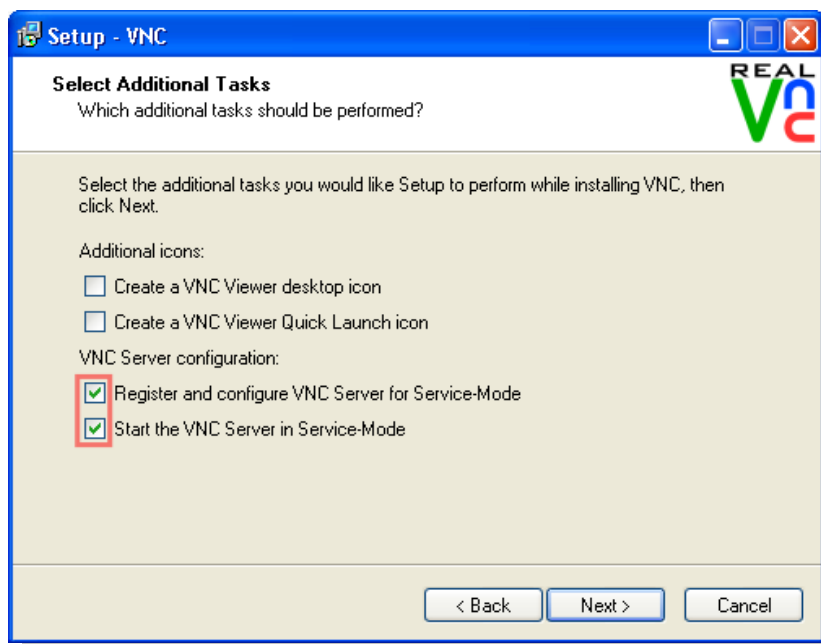 Setup - VNC
Select Additional Tasks
Which additional tasks should be performed?
REAL
VNC
Select the additional tasks you would like Setup to perform while installing VNC, then
click Next.
Additional icons:
Create a VNC Viewer desktop icon
Create a VNC Viewer Quick Launch icon
VNC Server configuration:
Register and configure VNC Server for Service-Mode
Start the VNC Server in Service-Mode
< Back
Next >
Cancel